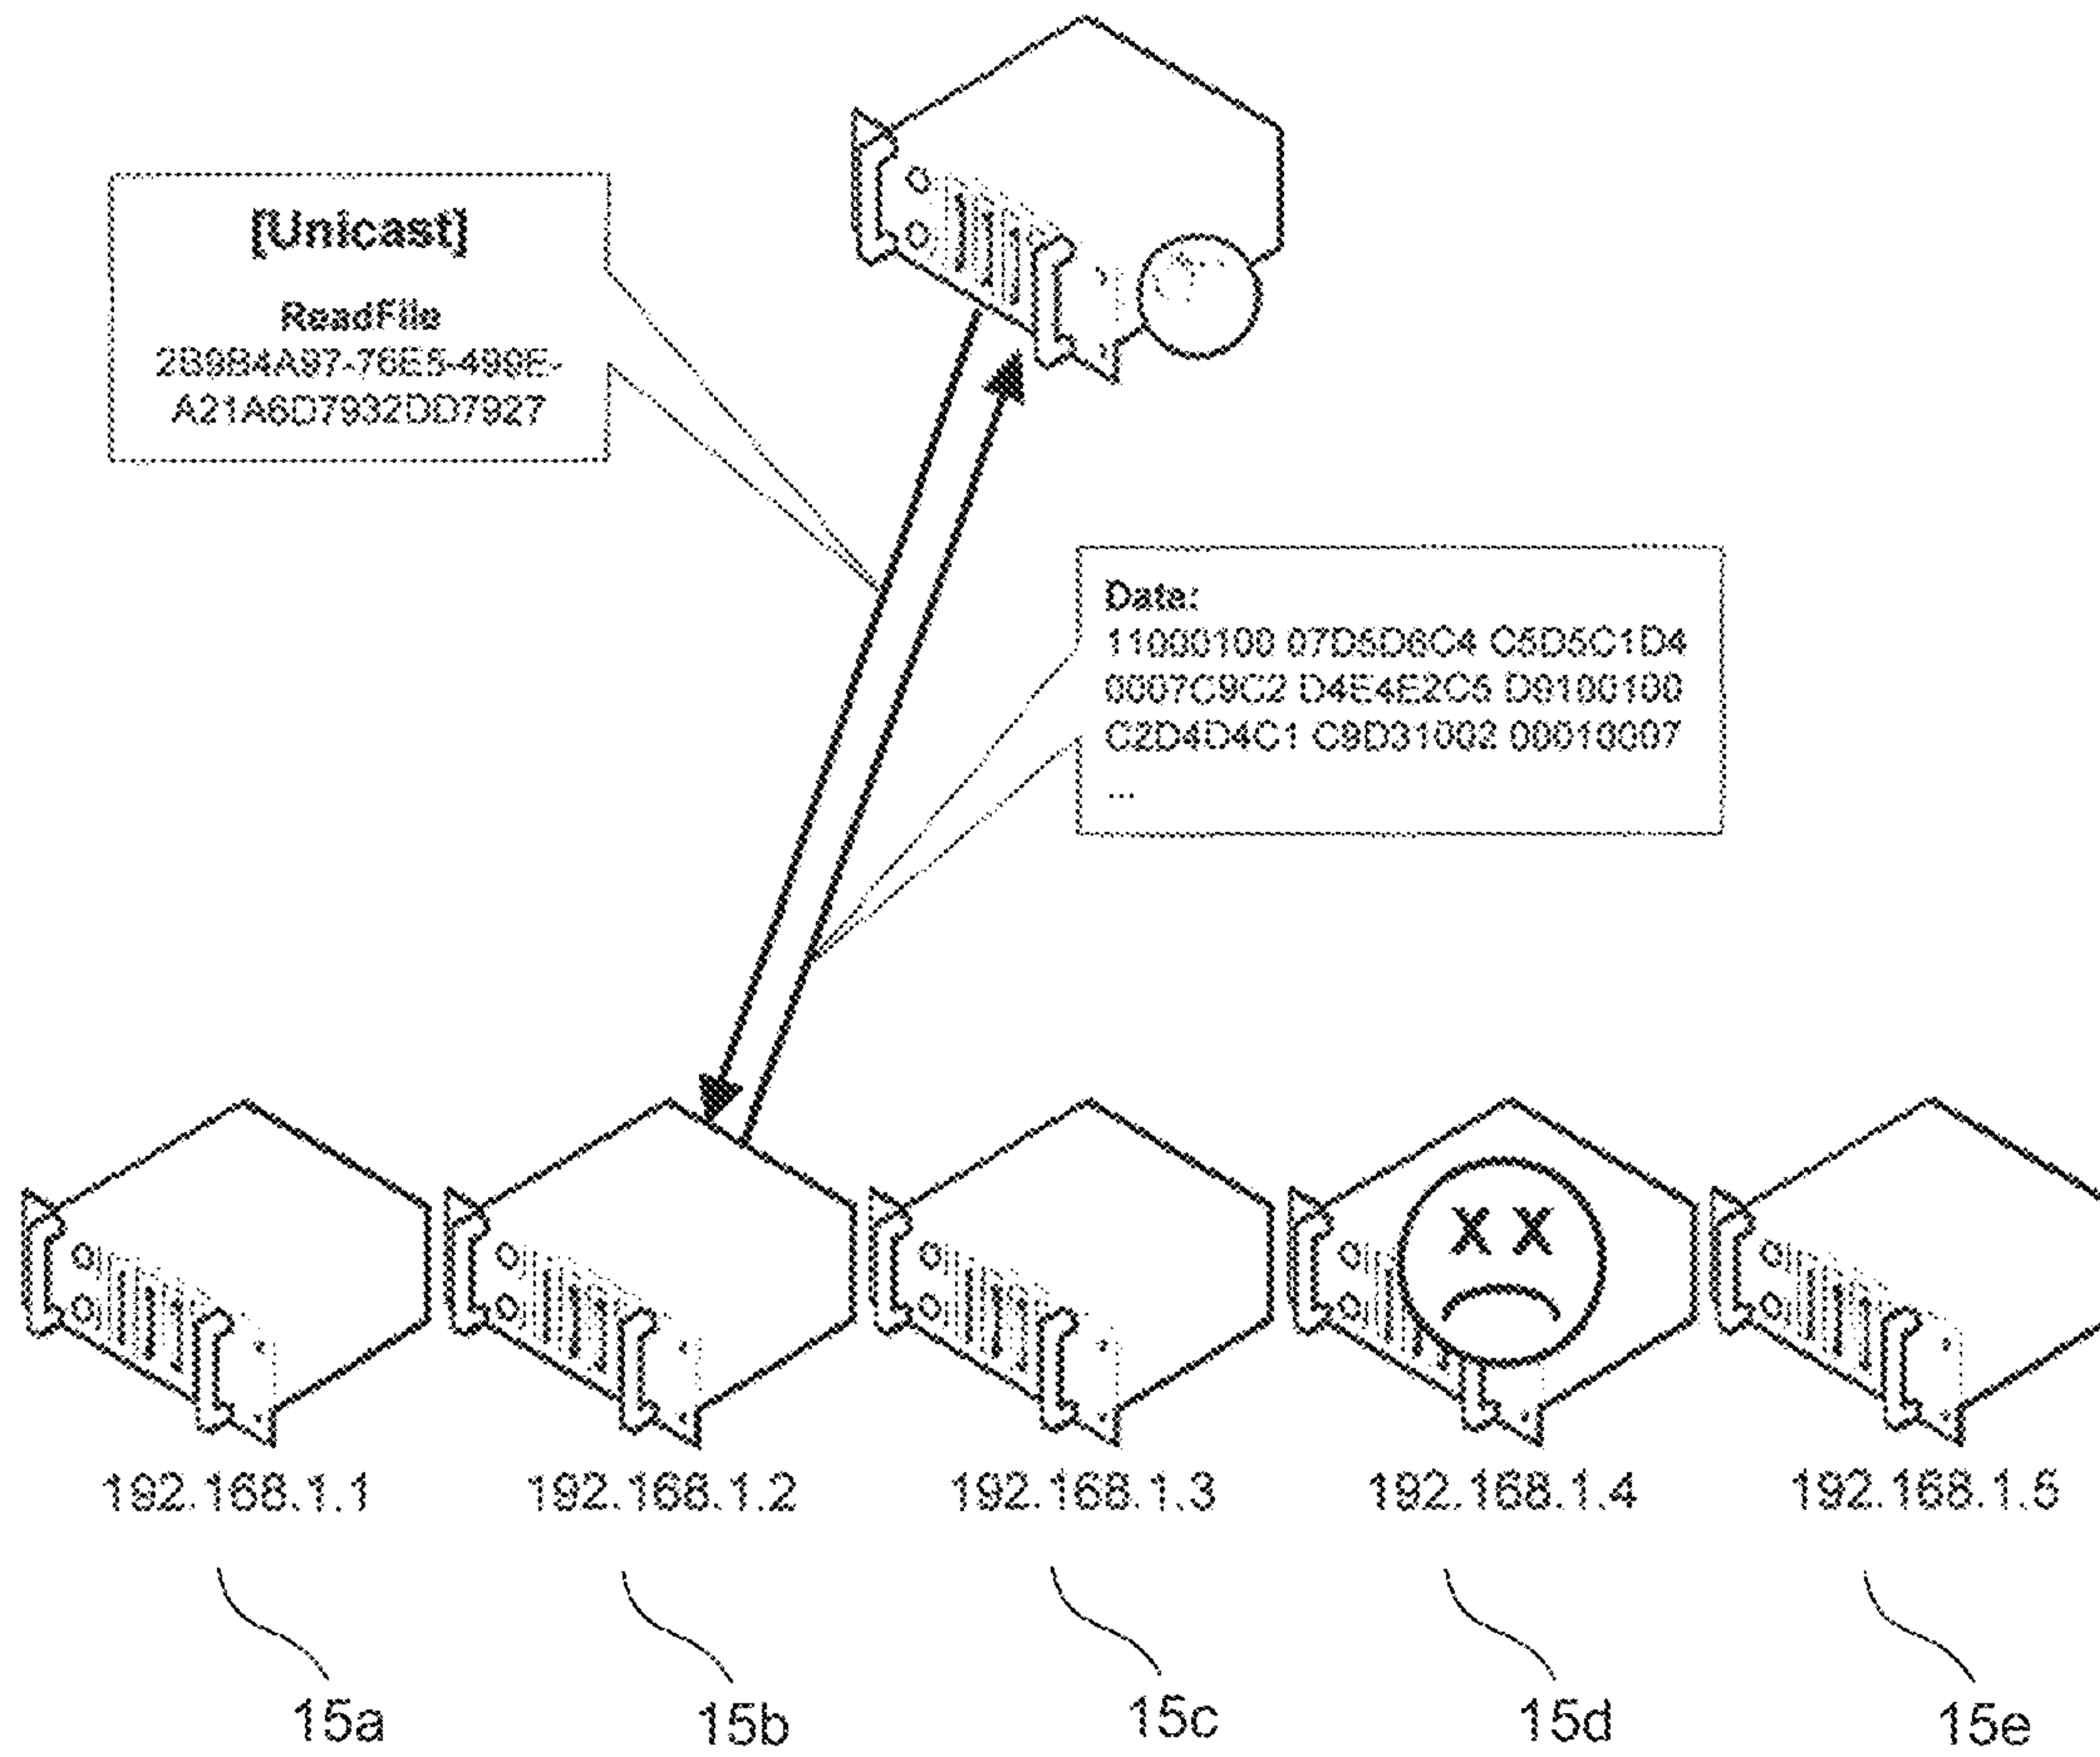 [Unicast]
ReadFile
2B9B4A97-76E5-499E-
A21A6D7932DD7927
Data:
11000100 07D5D6C4 C5D5C1D4
0007C9C2 D4E4E2C5 D9100100
C2D4D4C1 C9D31002 00010007
...
192.168.1.1
192.168.1.2
192.168.1.3
192.168.1.4
192.168.1.5
15a
15b
15c
15d
15e